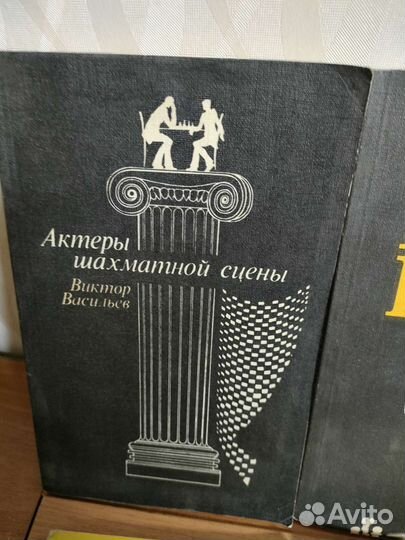 Актеры
шахматной сцены
Виктор
Васильев
Avito